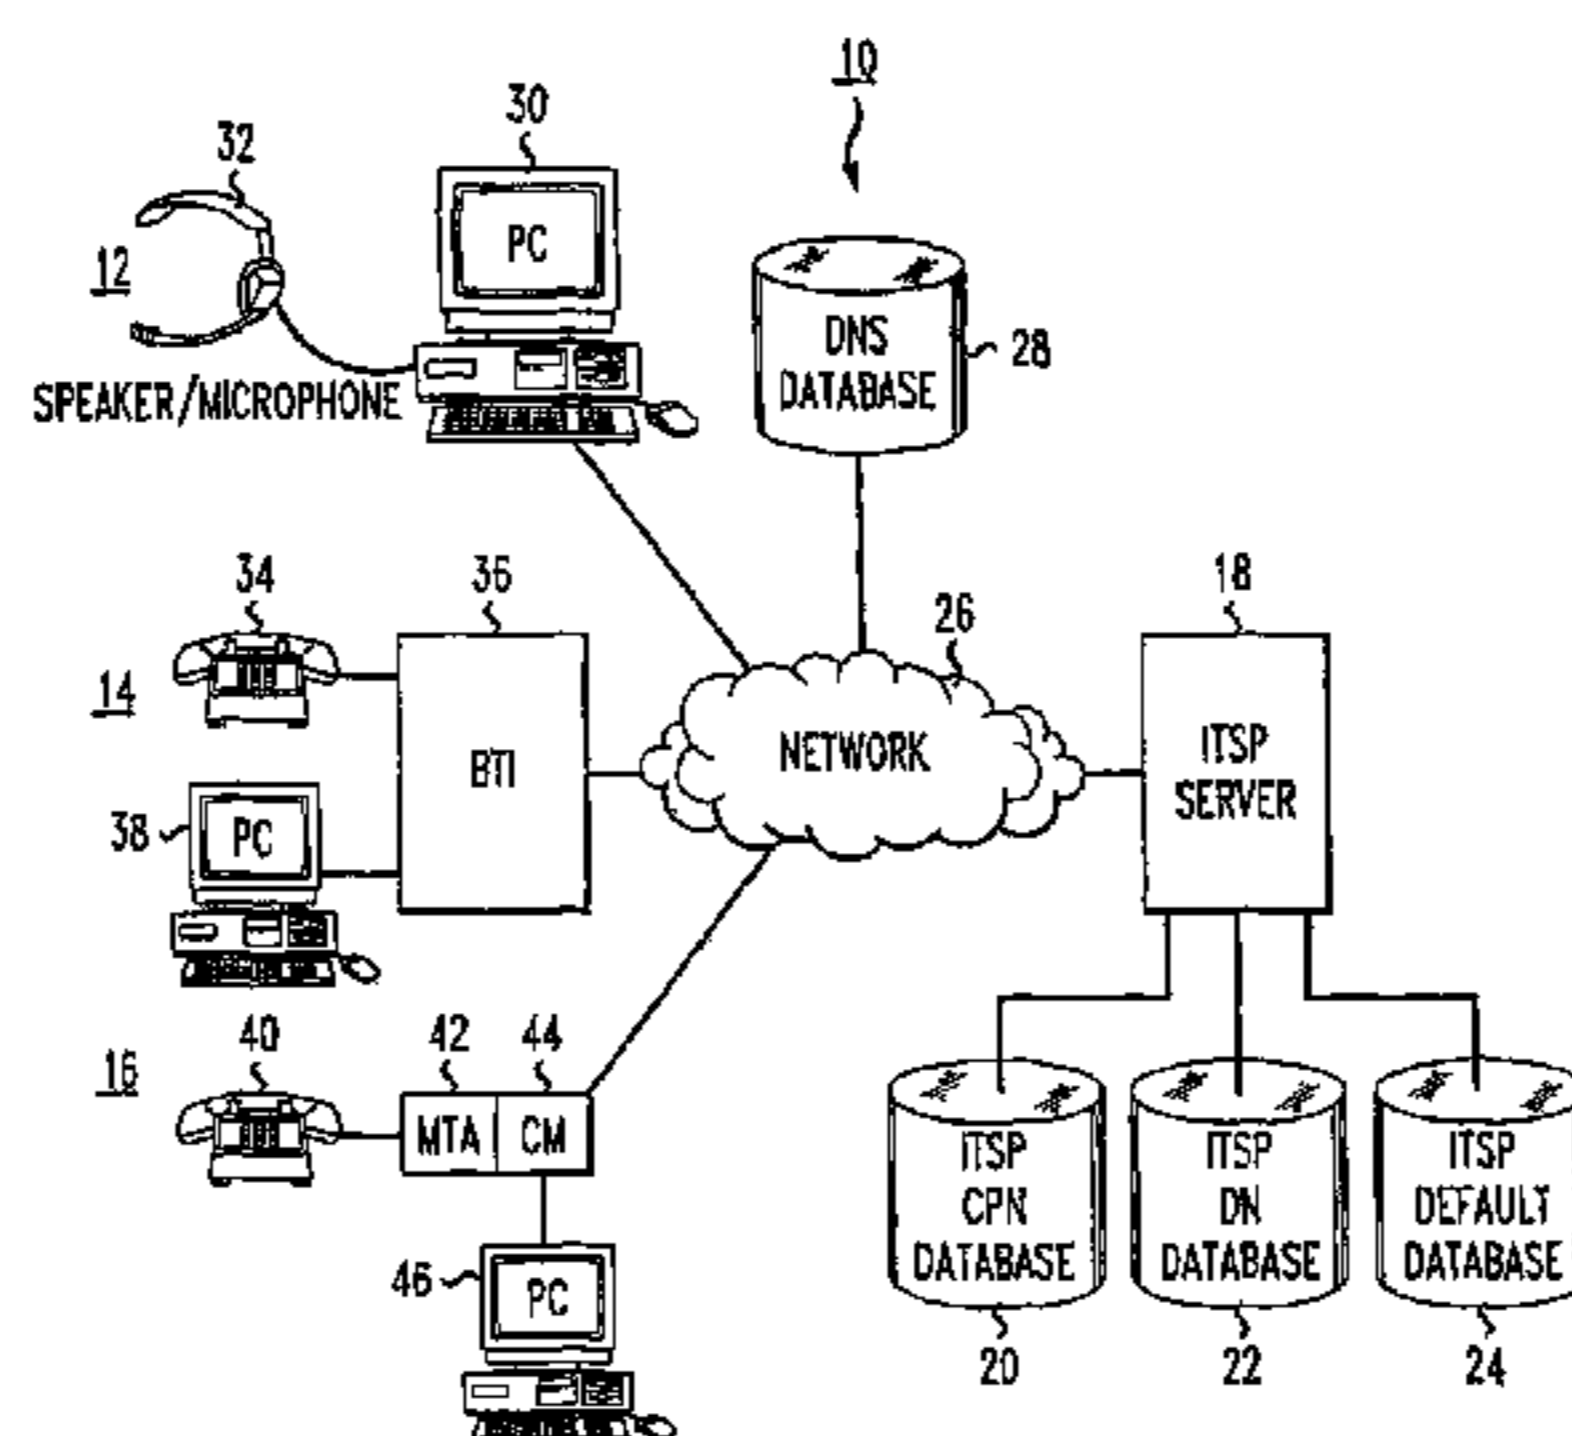 10
30
32
PC
12
DNS
DATABASE
28
SPEAKER/MICROPHONE
34
36
18
26
14
BTI
NETWORK
ITSP
SERVER
38
PC
40
42
44
16
MTA
CM
ITSP
CPN
DATABASE
ITSP
DN
DATABASE
ITSP
DEFAULT
DATABASE
46
PC
20
22
24